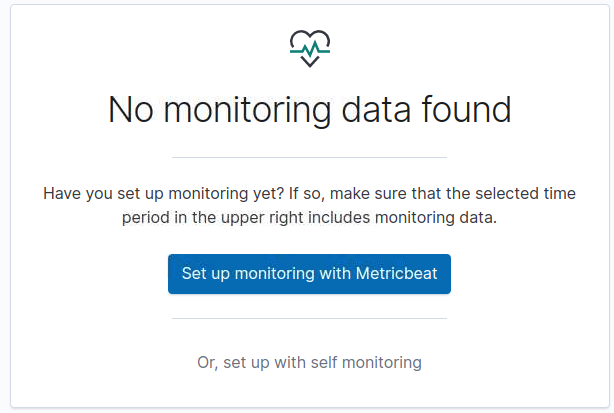 No monitoring data found
Have you set up monitoring yet? If so, make sure that the selected time
period in the upper right includes monitoring data.
Set up monitoring with Metricbeat
Or, set up with self monitoring